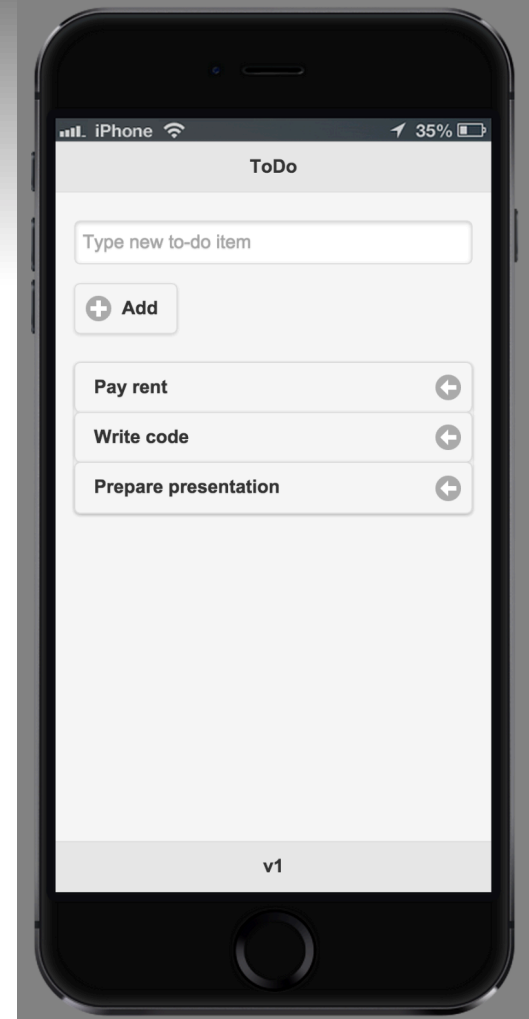 iPhone 35%
ToDo
Type new to-do item
Add
Pay rent
Write code
Prepare presentation
v1